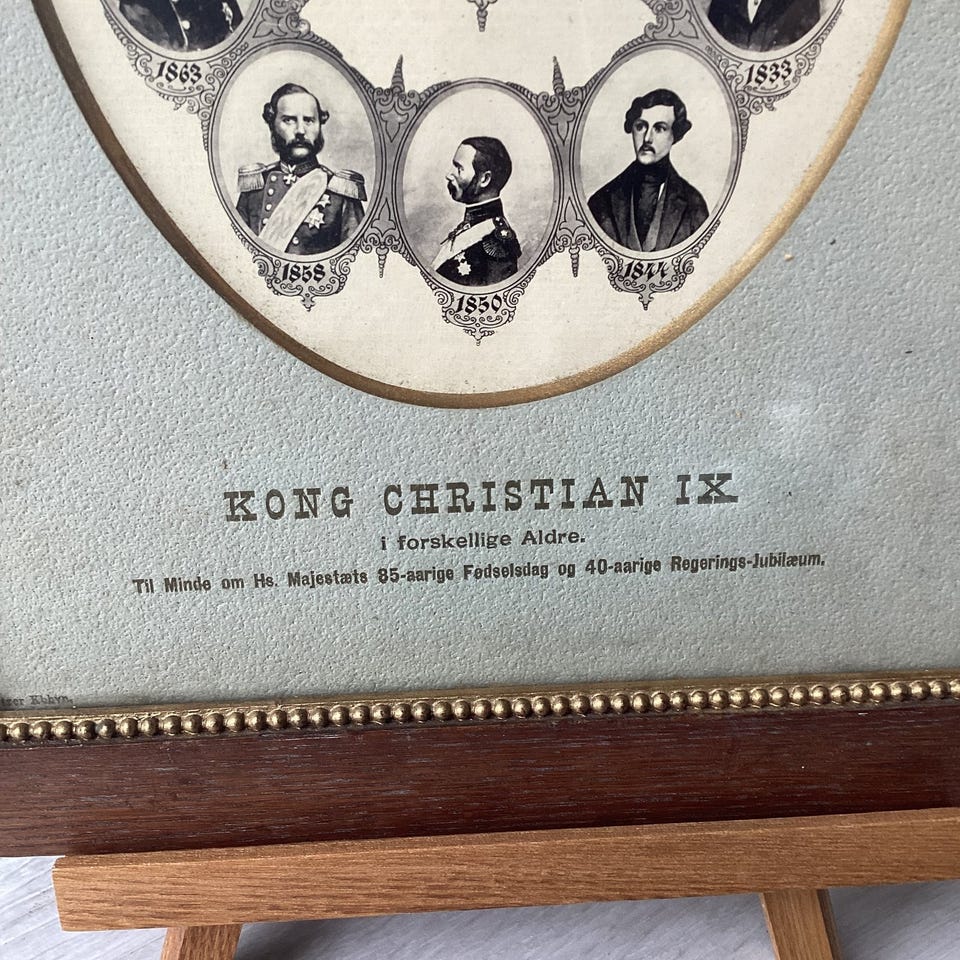 1863
1833
1858
1850
1844
KONG CHRISTIAN IX
i forskellige Aldre.
Til Minde om Hs. Majestæts 85-aarige Fødselsdag og 40-aarige Regerings-Jubilæum.
Kbhvn.